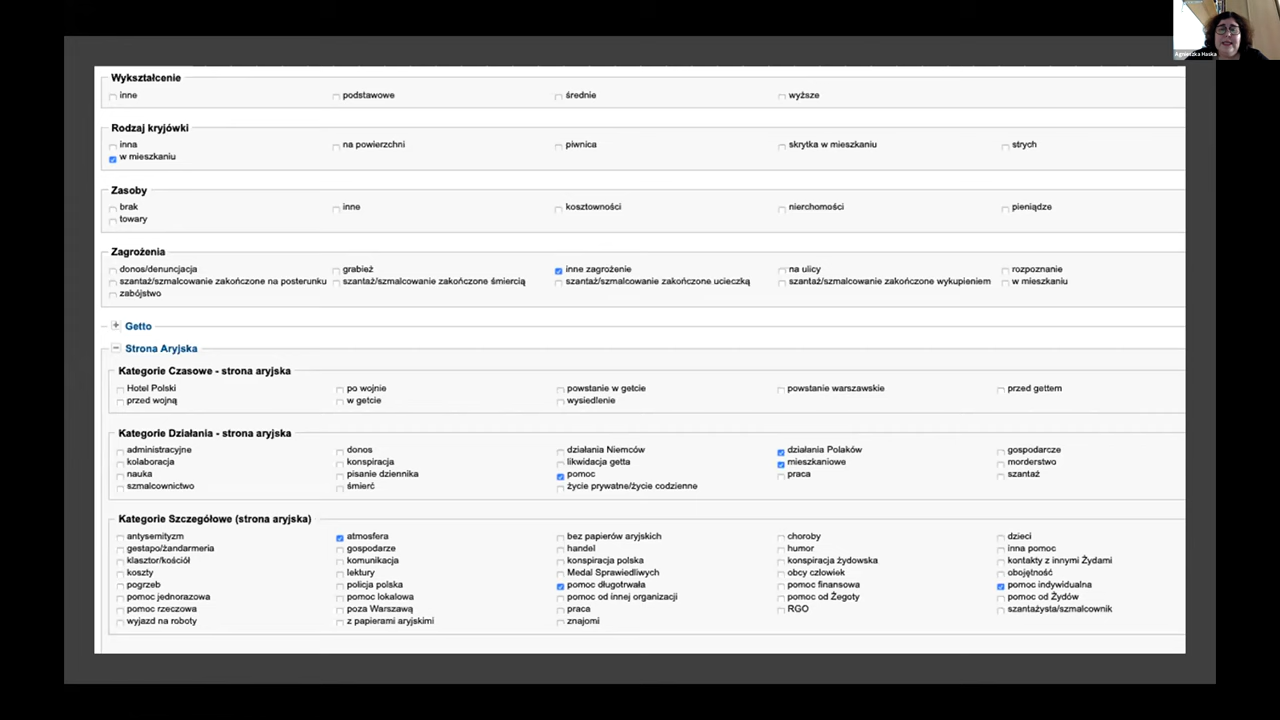 Agnieszka Haska
Wykształcenie
inne podstawowe średnie wyższe
Rodzaj kryjówki
inna na powierzchni piwnica skrytka w mieszkaniu strych
w mieszkaniu
Zasoby
brak inne kosztowności nierchomości pieniądze
towary
Zagrożenia
donos/denuncjacja grabież inne zagrożenie na ulicy rozpoznanie
szantaż/szmalcowanie zakończone na posterunku szantaż/szmalcowanie zakończone śmiercią szantaż/szmalcowanie zakończone ucieczką szantaż/szmalcowanie zakończone wykupieniem w mieszkaniu
zabójstwo
Getto
Strona Aryjska
Kategorie Czasowe - strona aryjska
Hotel Polski po wojnie powstanie w getcie powstanie warszawskie przed gettem
przed wojną w getcie wysiedlenie
Kategorie Działania - strona aryjska
administracyjne donos działania Niemców działania Polaków gospodarcze
kolaboracja konspiracja likwidacja getta mieszkaniowe morderstwo
nauka pisanie dziennika pomoc praca szantaż
szmalcownictwo śmierć życie prywatne/życie codzienne
Kategorie Szczegółowe (strona aryjska)
antysemityzm atmosfera bez papierów aryjskich choroby dzieci
gestapo/żandarmeria gospodarze handel humor inna pomoc
klasztor/kościół komunikacja konspiracja polska konspiracja żydowska kontakty z innymi Żydami
koszty lektury Medal Sprawiedliwych obcy człowiek obojętność
pogrzeb policja polska pomoc długotrwała pomoc finansowa pomoc indywidualna
pomoc jednorazowa pomoc lokalowa pomoc od innej organizacji pomoc od Żegoty pomoc od Żydów
pomoc rzeczowa poza Warszawą praca RGO szantażysta/szmalcownik
wyjazd na roboty z papierami aryjskimi znajomi